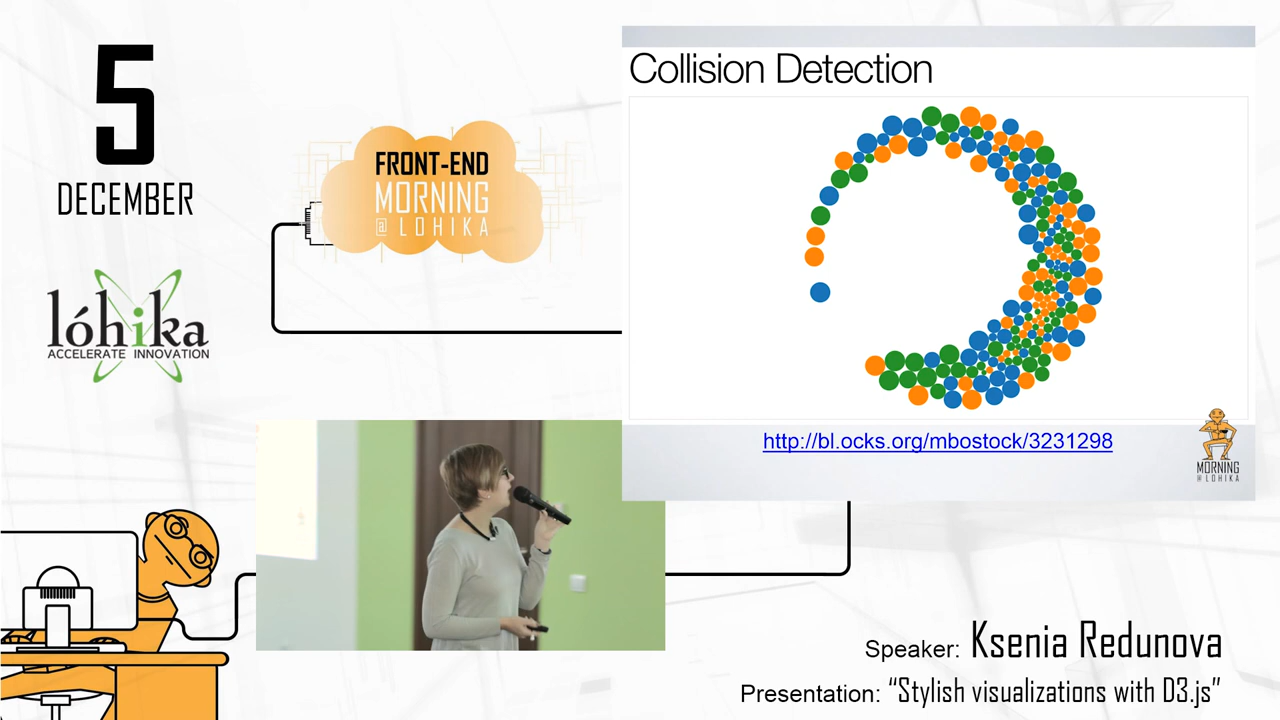 5
DECEMBER
lóhika
ACCELERATE INNOVATION
FRONT-END
MORNING
@LOHIKA
Collision Detection
http://bl.ocks.org/mbostock/3231298
MORNING
@LOHIKA
Speaker: Ksenia Redunova
Presentation: “Stylish visualizations with D3.js”